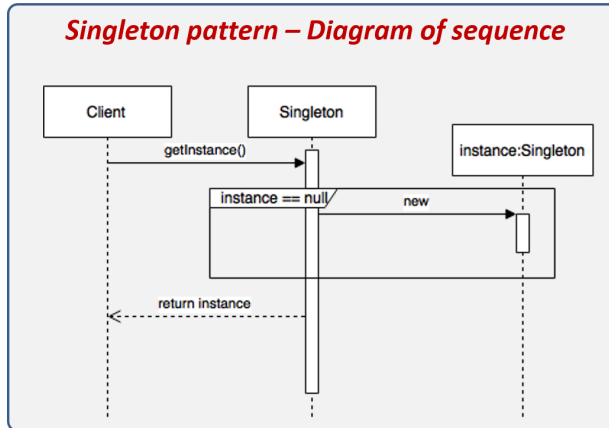 Singleton pattern – Diagram of sequence
Client
Singleton
instance:Singleton
getInstance()
instance == null
new
return instance